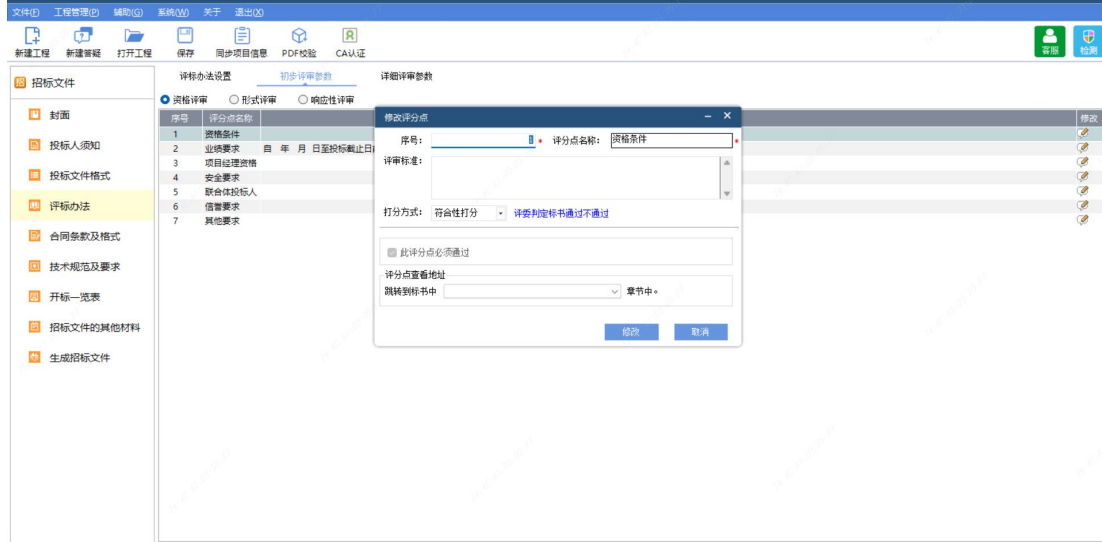 文件(F) 工程管理(P) 辅助(G) 系统(W) 关于 退出(X)
新建工程 新建答疑 打开工程 保存 同步项目信息 PDF校验 CA认证 客服 检测
招标文件
评标办法设置 初步评审参数 详细评审参数
资格评审 形式评审 响应性评审
封面
投标人须知
投标文件格式
评标办法
合同条款及格式
技术规范及要求
开标一览表
招标文件的其他材料
生成招标文件
序号 评分点名称 修改
1 资格条件
2 业绩要求 自 年 月 日至投标截止日
3 项目经理资格
4 安全要求
5 联合体投标人
6 信誉要求
7 其他要求
修改评分点
序号: 1 * 评分点名称: 资格条件 *
评审标准:
打分方式: 符合性打分 评委判定标书通过不通过
此评分点必须通过
评分点查看地址
跳转到标书中 章节中。
修改 取消